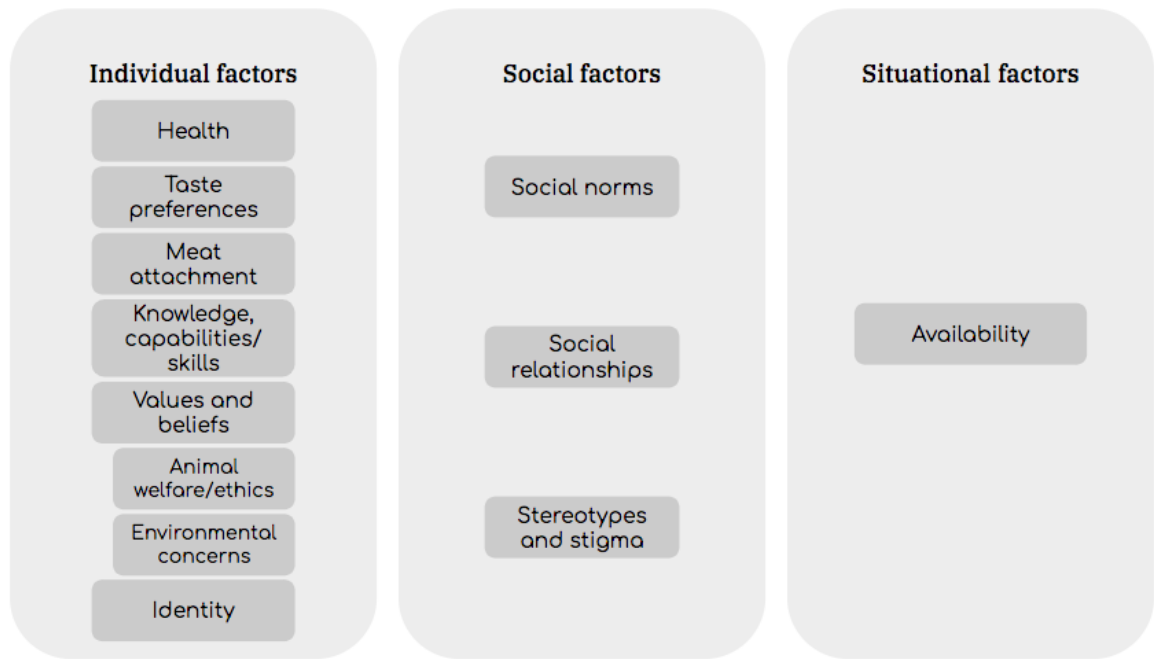 Individual factors
Health
Taste
preferences
Meat
attachment
Knowledge,
capabilities/
skills
Values and
beliefs
Animal
welfare/ethics
Environmental
concerns
Identity
Social factors
Social norms
Social
relationships
Stereotypes
and stigma
Situational factors
Availability